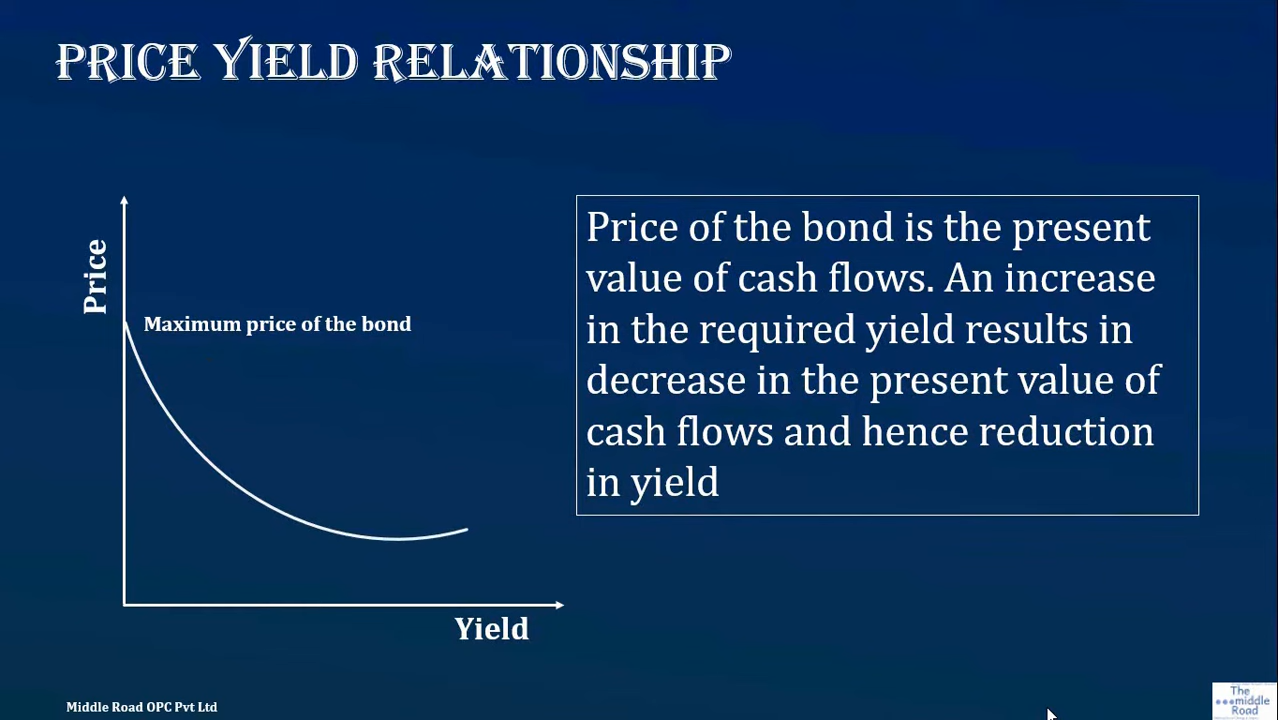 PRICE YIELD RELATIONSHIP
Price
Maximum price of the bond
Yield
Price of the bond is the present
value of cash flows. An increase
in the required yield results in
decrease in the present value of
cash flows and hence reduction
in yield
Middle Road OPC Pvt Ltd
The
middle
Road